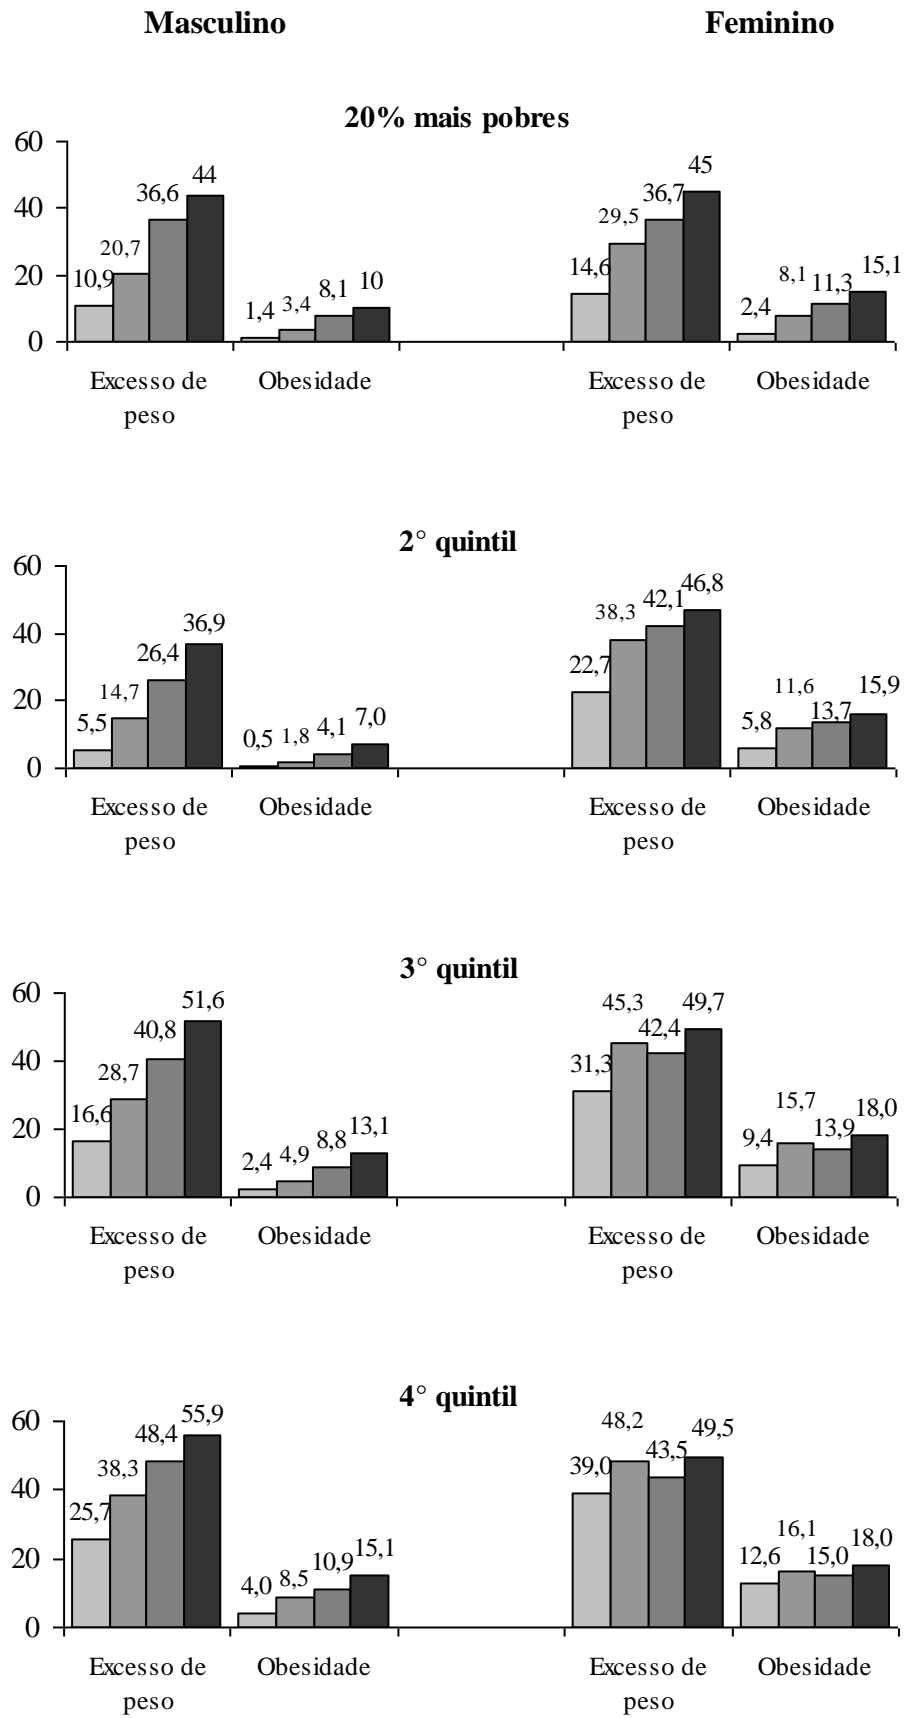 Masculino Feminino
20% mais pobres
60
40
20
0
10,9 20,7 36,6 44
1,4 3,4 8,1 10
14,6 29,5 36,7 45
2,4 8,1 11,3 15,1
Excesso de
peso
Obesidade
Excesso de
peso
Obesidade
2° quintil
60
40
20
0
5,5 14,7 26,4 36,9
0,5 1,8 4,1 7,0
22,7 38,3 42,1 46,8
5,8 11,6 13,7 15,9
Excesso de
peso
Obesidade
Excesso de
peso
Obesidade
3° quintil
60
40
20
0
16,6 28,7 40,8 51,6
2,4 4,9 8,8 13,1
31,3 45,3 42,4 49,7
9,4 15,7 13,9 18,0
Excesso de
peso
Obesidade
Excesso de
peso
Obesidade
4° quintil
60
40
20
0
25,7 38,3 48,4 55,9
4,0 8,5 10,9 15,1
39,0 48,2 43,5 49,5
12,6 16,1 15,0 18,0
Excesso de
peso
Obesidade
Excesso de
peso
Obesidade